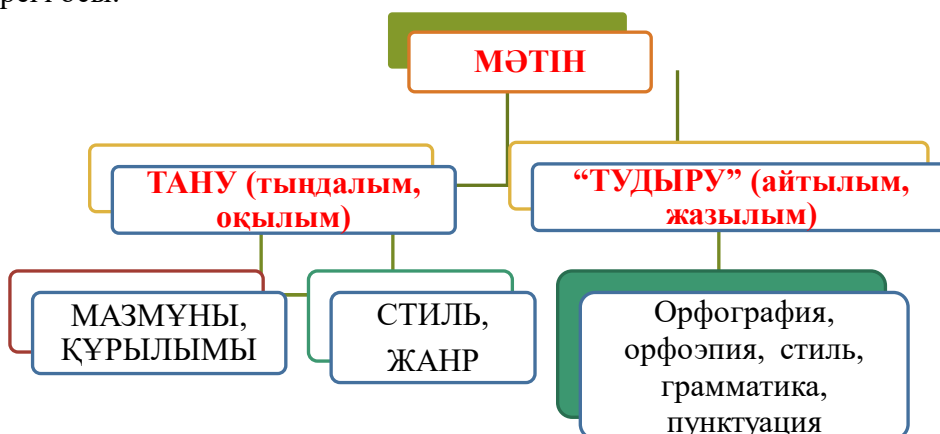 МӘТІН
ТАНУ (тыңдалым,
оқылым)
“ТУДЫРУ” (айтылым,
жазылым)
МАЗМҰНЫ,
ҚҰРЫЛЫМЫ
СТИЛЬ,
ЖАНР
Орфография,
орфоэпия, стиль,
грамматика,
пунктуация